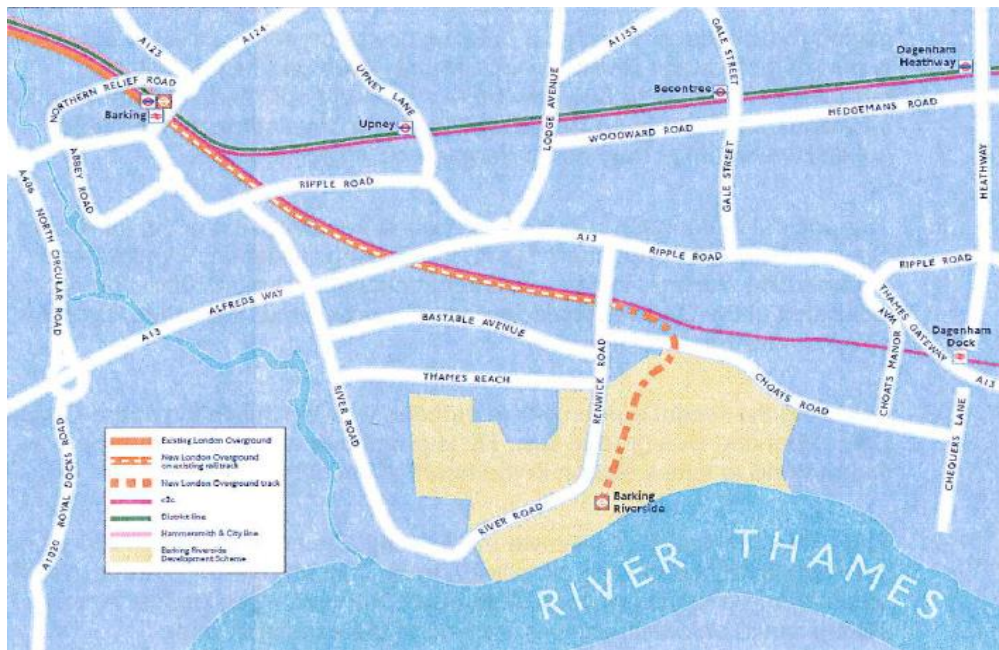 A123
A124
A1153
GALE STREET
Dagenham
Heathway
NORTHERN RELIEF ROAD
UPNEY LANE
LODGE AVENUE
Becontree
HEDGEMANS ROAD
Barking
Upney
WOODWARD ROAD
ABBEY ROAD
RIPPLE ROAD
GALE STREET
HEATHWAY
A406
NORTH CIRCULAR ROAD
A13
RIPPLE ROAD
RIPPLE ROAD
ALFREDS WAY
A13
THAMES GATEWAY
BASTABLE AVENUE
Dagenham
Dock
A13
CHOATS MANOR
WAY
THAMES REACH
RENWICK ROAD
CHOATS ROAD
RIVER ROAD
CHEQUERS LANE
ROYAL DOCKS ROAD
A1020
Existing London Overground
New London Overground
on existing rail track
New London Overground track
c2c
District line
Hammersmith & City line
Barking Riverside
Development Scheme
RIVER ROAD
Barking
Riverside
RIVER THAMES